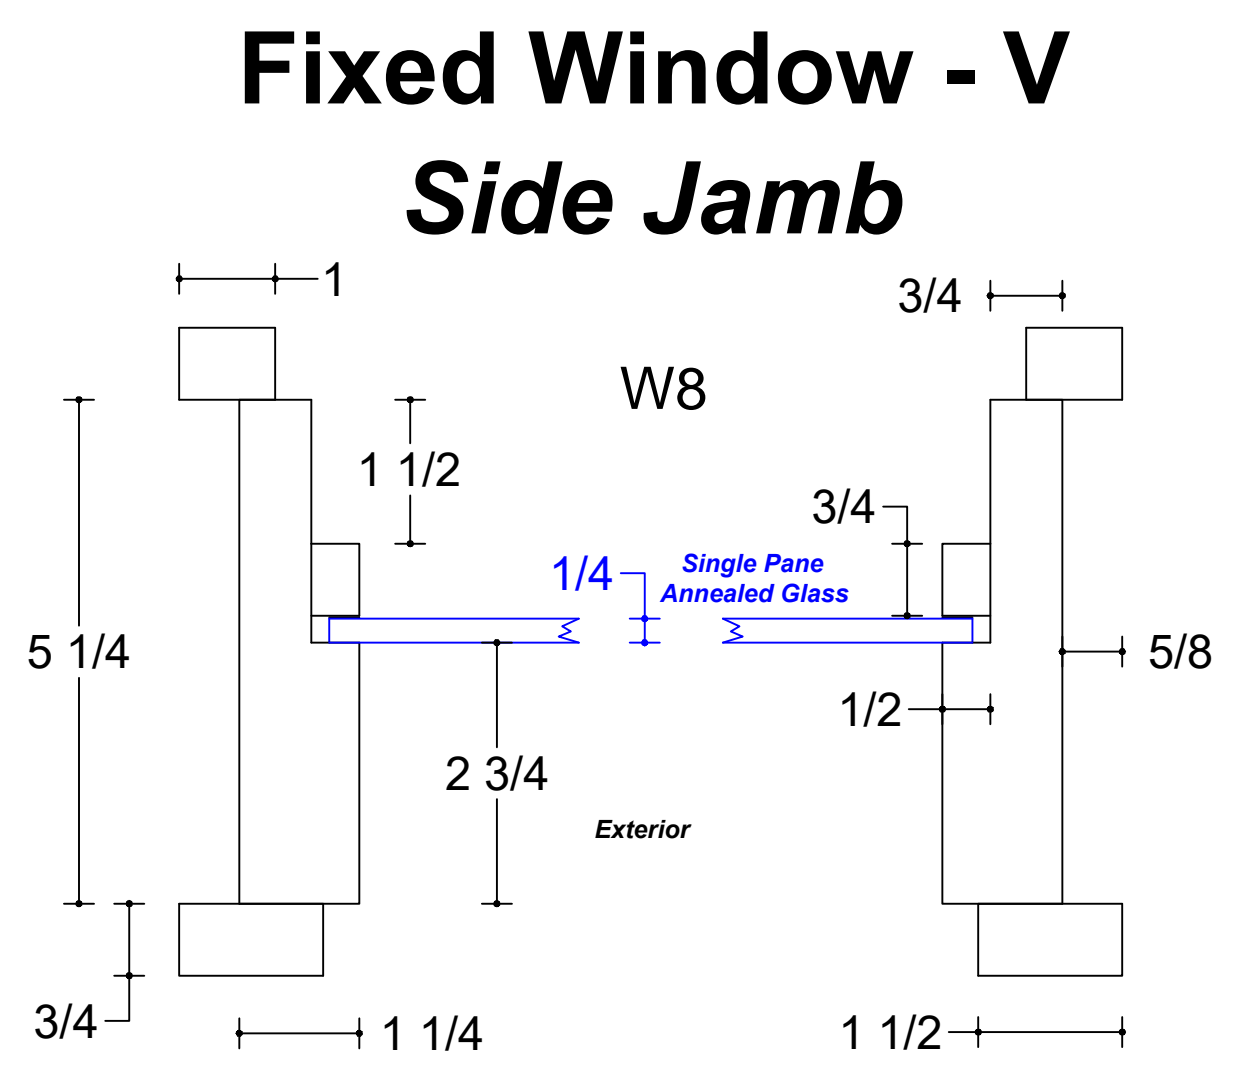 Fixed Window - V
Side Jamb
1
3/4
W8
1 1/2
3/4
1/4
Single Pane
Annealed Glass
5 1/4
5/8
1/2
2 3/4
Exterior
3/4
1 1/4
1 1/2